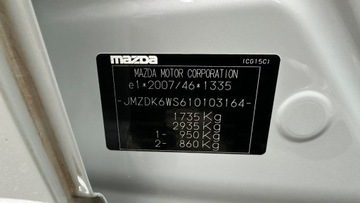 mazda (CG15C)
MAZDA MOTOR CORPORATION
e1*2007/46*1335
-JMZDK6WS610103164-
1735Kg
2935Kg
1- 950Kg
2- 860Kg